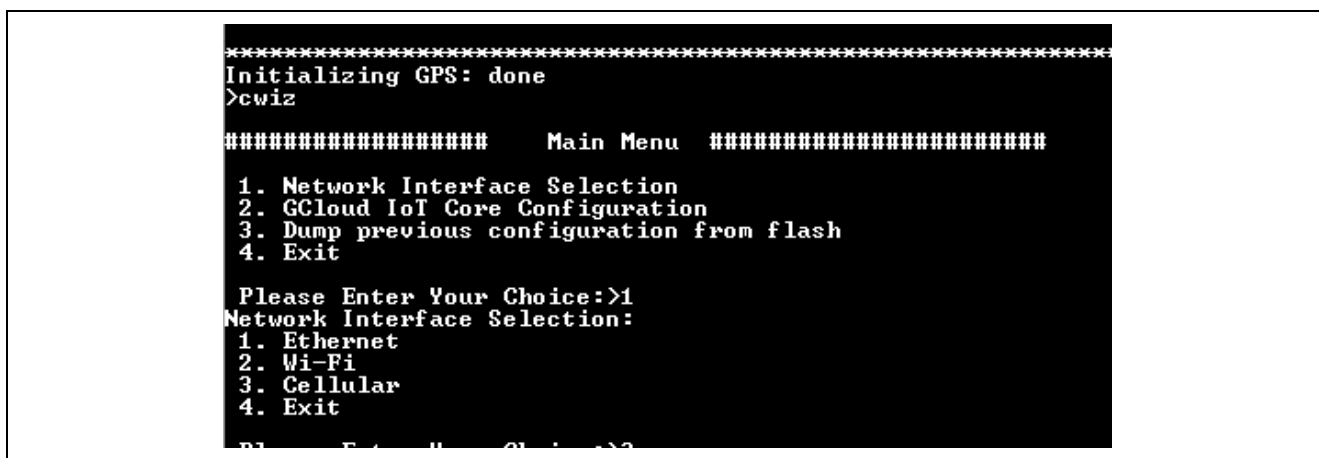 ************************************************************
Initializing GPS: done
>cwiz
################## Main Menu #######################
1. Network Interface Selection
2. GCloud IoT Core Configuration
3. Dump previous configuration from flash
4. Exit
Please Enter Your Choice:>1
Network Interface Selection:
1. Ethernet
2. Wi-Fi
3. Cellular
4. Exit